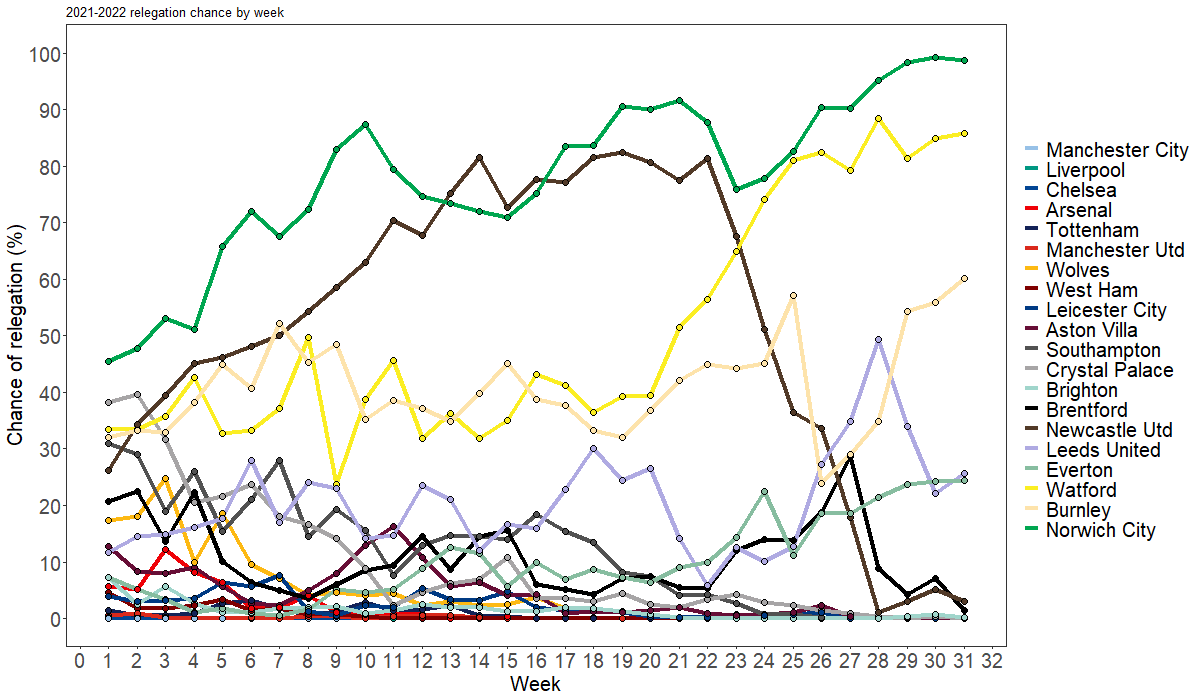 2021-2022 relegation chance by week
Chance of relegation (%)
100
90
80
70
60
50
40
30
20
10
0
0 1 2 3 4 5 6 7 8 9 10 11 12 13 14 15 16 17 18 19 20 21 22 23 24 25 26 27 28 29 30 31 32
Week
Manchester City
Liverpool
Chelsea
Arsenal
Tottenham
Manchester Utd
Wolves
West Ham
Leicester City
Aston Villa
Southampton
Crystal Palace
Brighton
Brentford
Newcastle Utd
Leeds United
Everton
Watford
Burnley
Norwich City